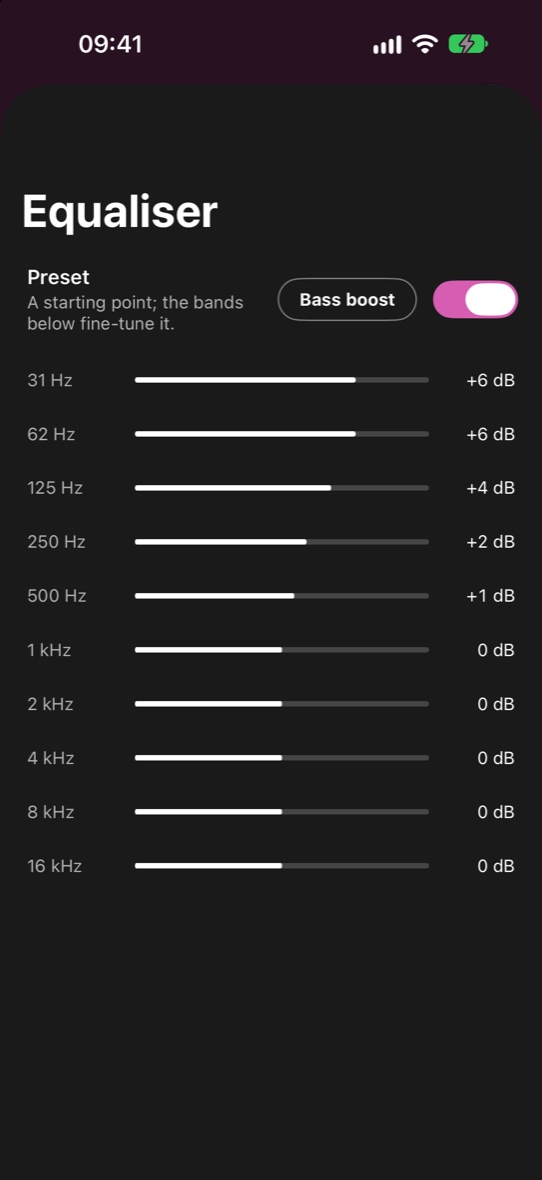 09:41
Equaliser
Preset
A starting point; the bands
below fine-tune it.
Bass boost
31 Hz +6 dB
62 Hz +6 dB
125 Hz +4 dB
250 Hz +2 dB
500 Hz +1 dB
1 kHz 0 dB
2 kHz 0 dB
4 kHz 0 dB
8 kHz 0 dB
16 kHz 0 dB